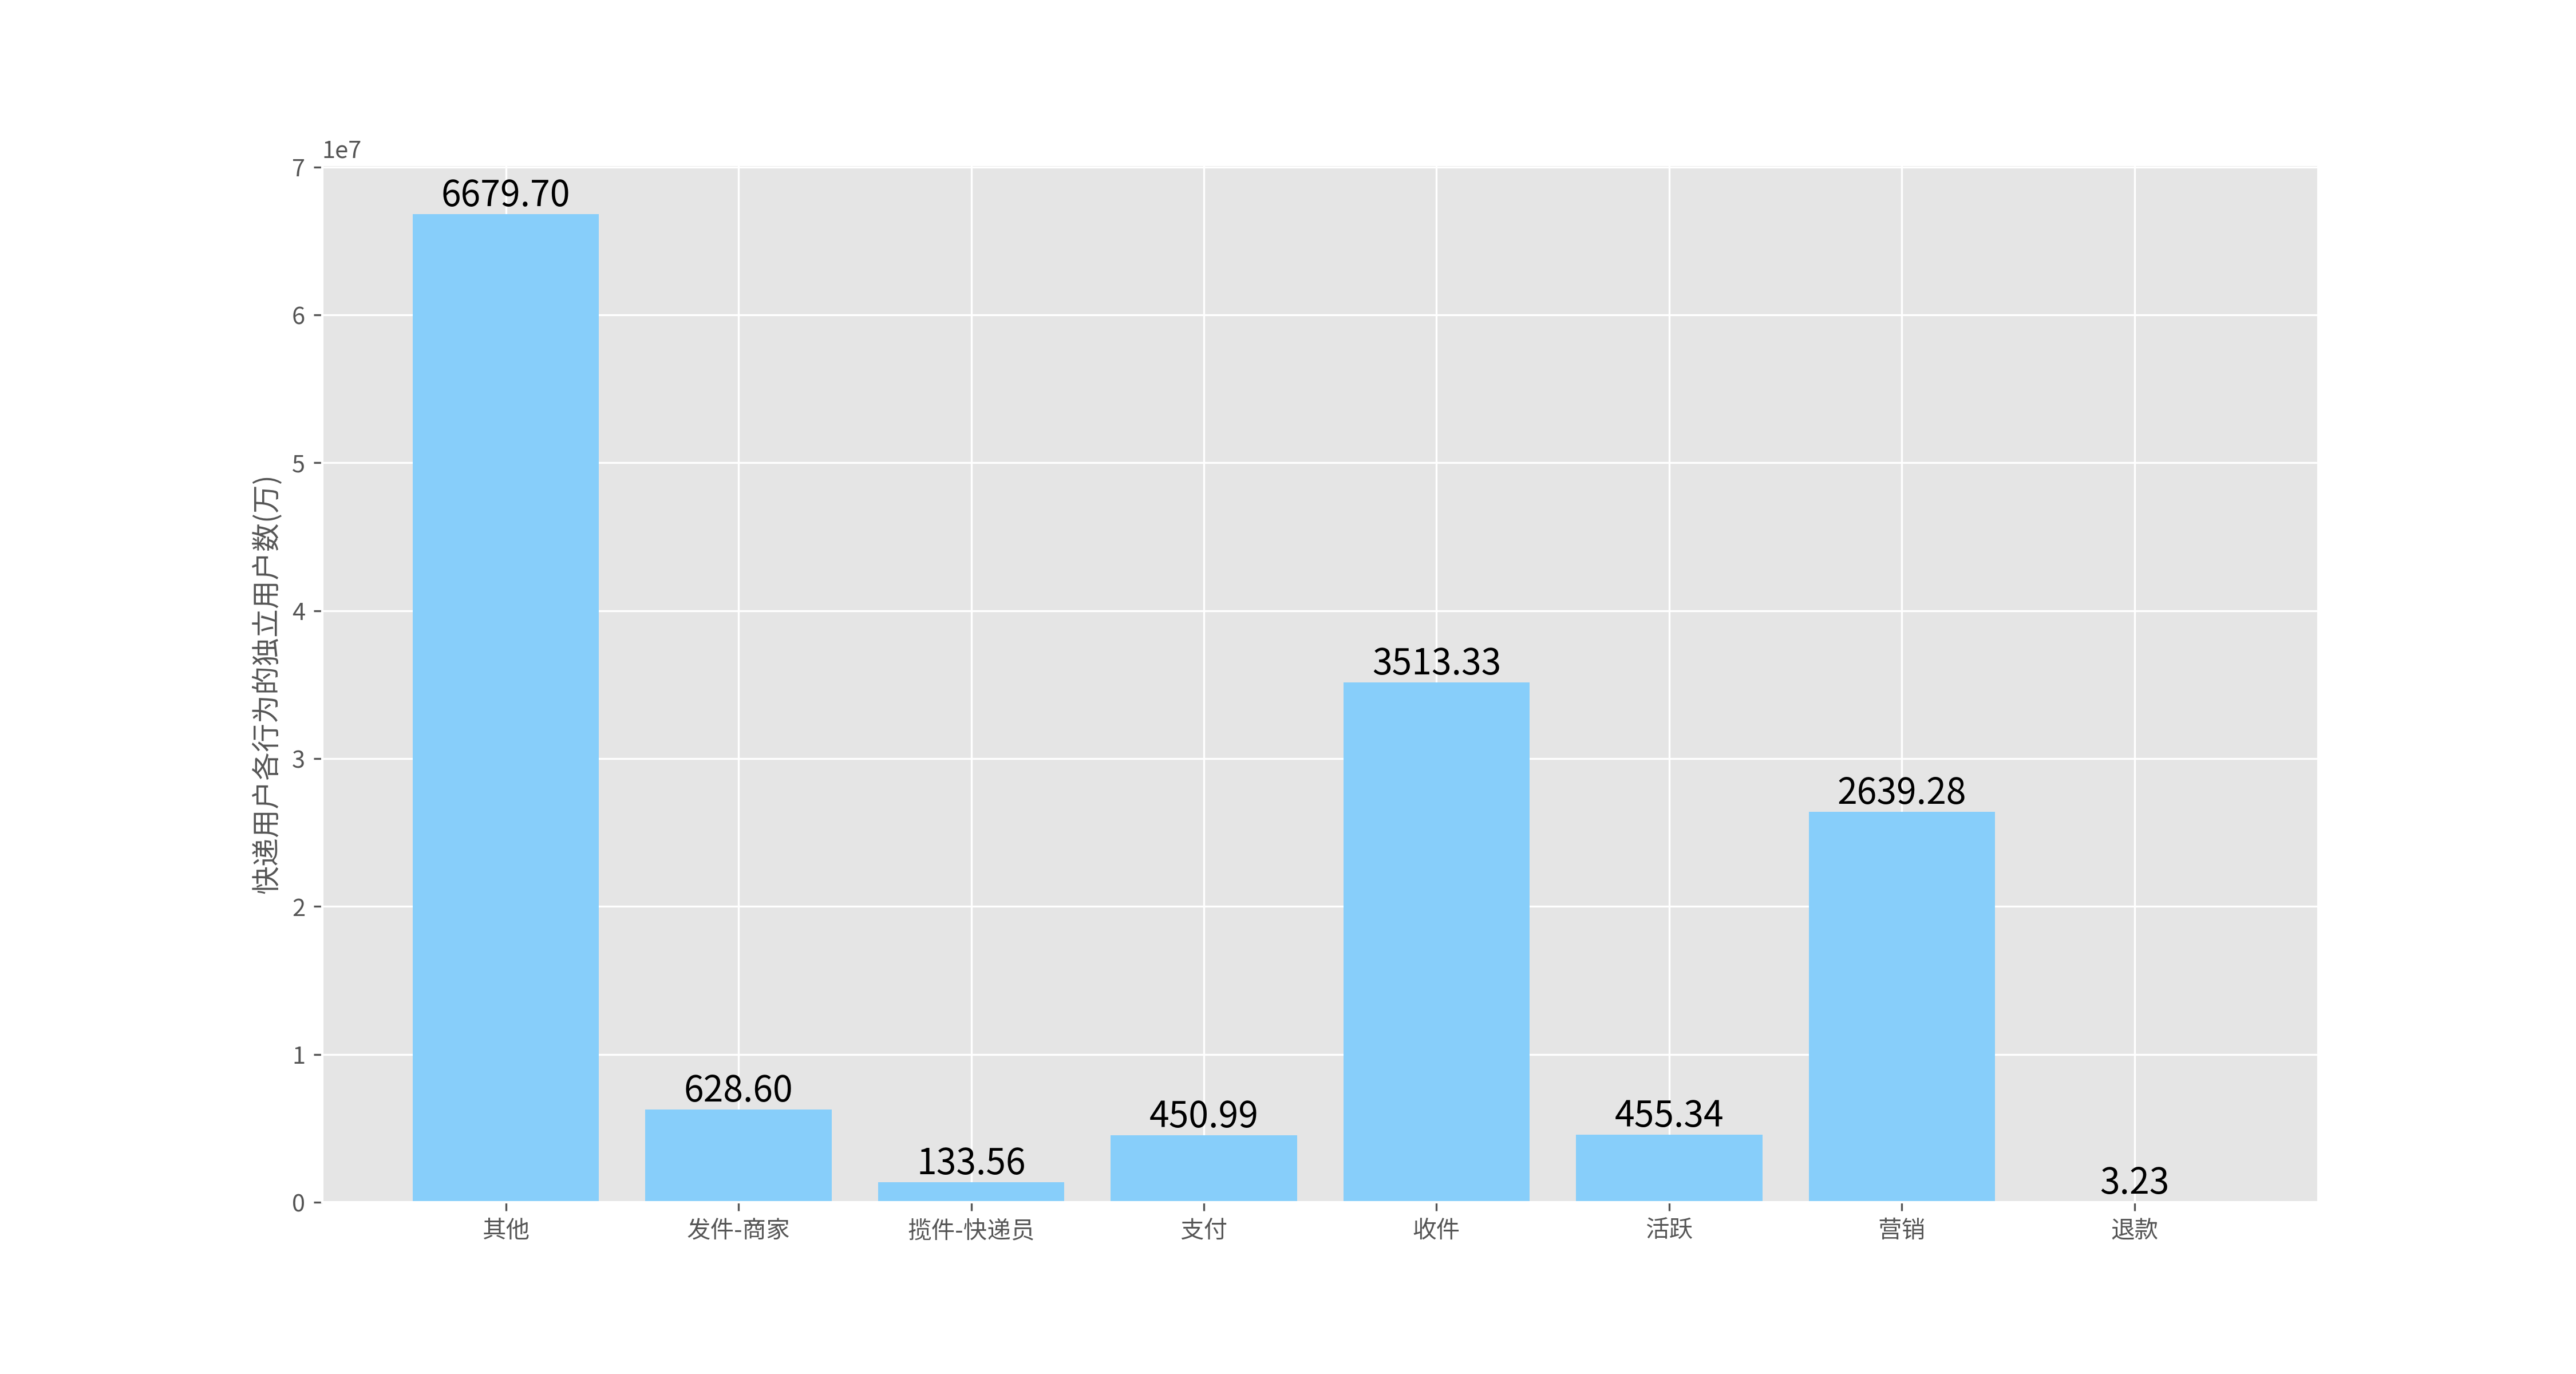 1e7
7
6
5
4
3
2
1
0
快递用户各行为的独立用户数(万)
6679.70
628.60
133.56
450.99
3513.33
455.34
2639.28
3.23
其他
发件-商家
揽件-快递员
支付
收件
活跃
营销
退款